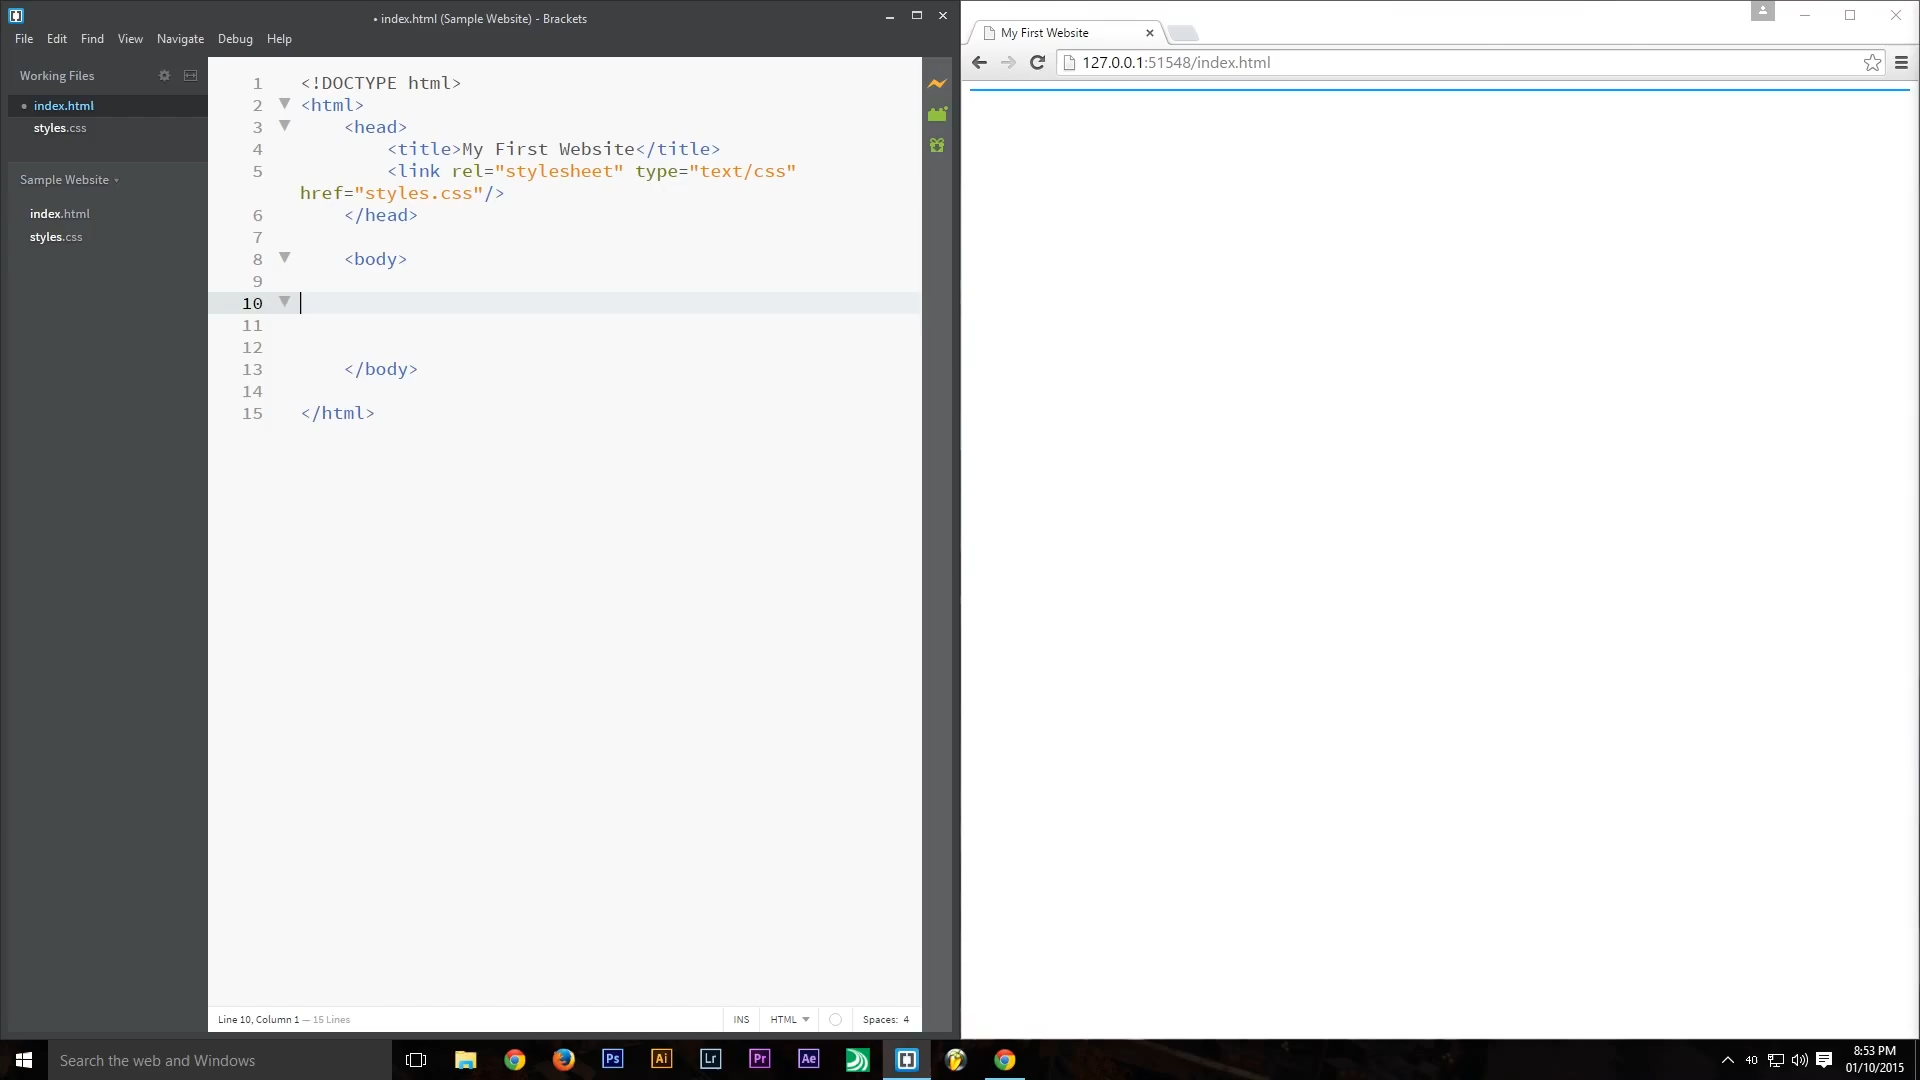 • index.html (Sample Website) - Brackets
File Edit Find View Navigate Debug Help
Working Files
index.html
styles.css
Sample Website
index.html
styles.css
1 <!DOCTYPE html>
2 <html>
3 <head>
4 <title>My First Website</title>
5 <link rel="stylesheet" type="text/css"
href="styles.css"/>
6 </head>
7
8 <body>
9
10
11
12
13 </body>
14
15 </html>
Line 10, Column 1 — 15 Lines
INS HTML Spaces: 4
My First Website
127.0.0.1:51548/index.html
Search the web and Windows
Ps Ai Lr Pr Ae
40
8:53 PM
01/10/2015